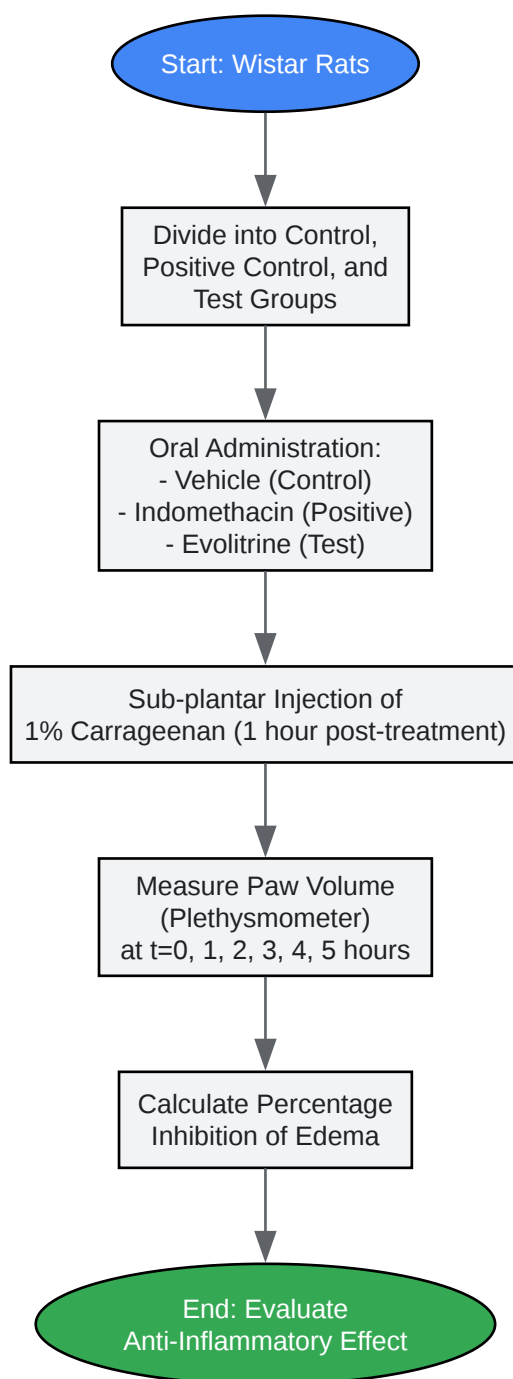 Start: Wistar Rats
Divide into Control,
Positive Control, and
Test Groups
Oral Administration:
- Vehicle (Control)
- Indomethacin (Positive)
- Evolitrine (Test)
Sub-plantar Injection of
1% Carrageenan (1 hour post-treatment)
Measure Paw Volume
(Plethysmometer)
at t=0, 1, 2, 3, 4, 5 hours
Calculate Percentage
Inhibition of Edema
End: Evaluate
Anti-Inflammatory Effect